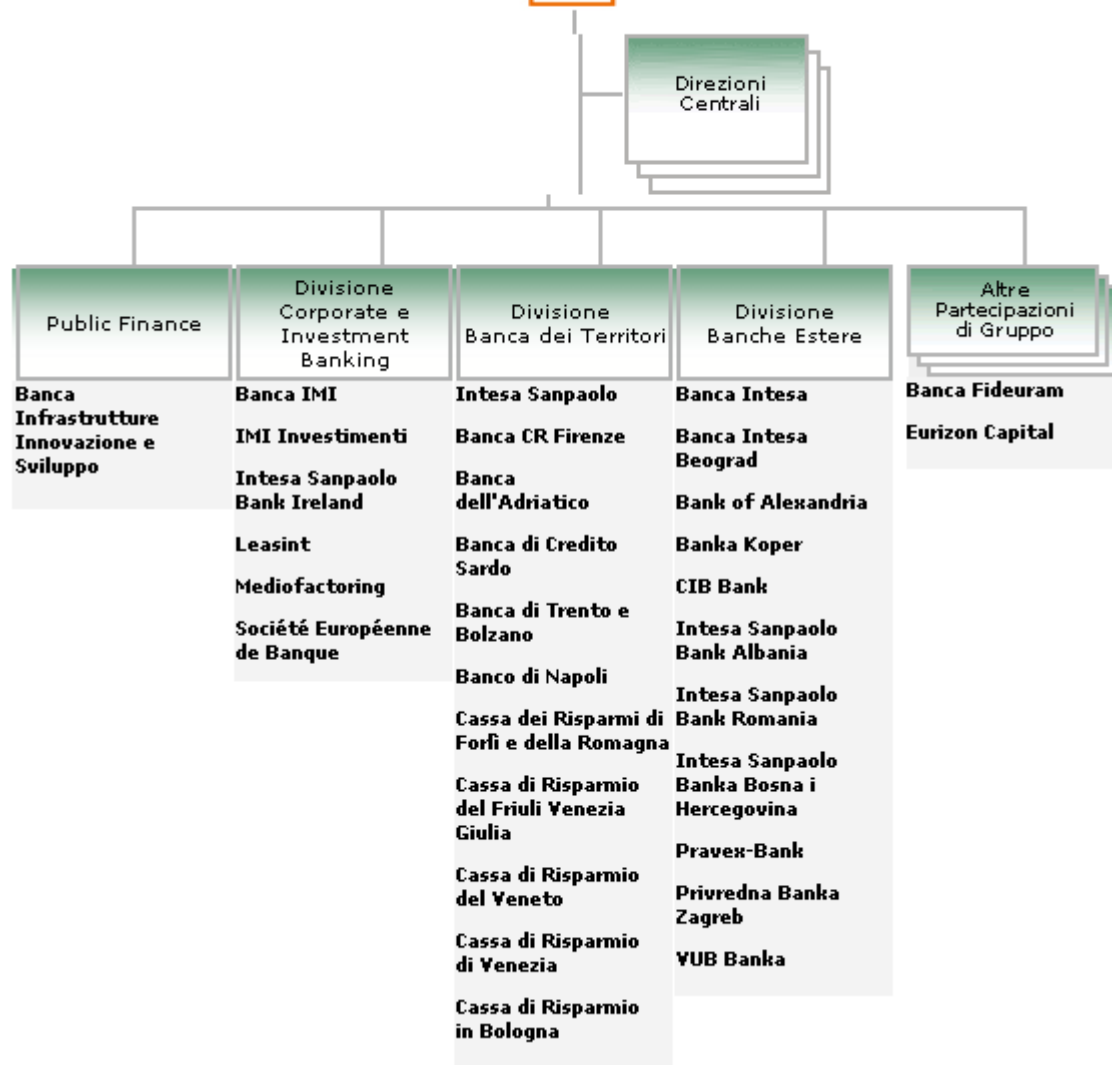 Direzioni
Centrali
Public Finance
Divisione
Corporate e
Investment
Banking
Divisione
Banca dei Territori
Divisione
Banche Estere
Altre
Partecipazioni
di Gruppo
Banca
Infrastrutture
Innovazione e
Sviluppo
Banca IMI
IMI Investimenti
Intesa Sanpaolo
Bank Ireland
Leasint
Mediofactoring
Société Européenne
de Banque
Intesa Sanpaolo
Banca CR Firenze
Banca
dell'Adriatico
Banca di Credito
Sardo
Banca di Trento e
Bolzano
Banco di Napoli
Cassa dei Risparmi di
Forlì e della Romagna
Cassa di Risparmio
del Friuli Venezia
Giulia
Cassa di Risparmio
del Veneto
Cassa di Risparmio
di Venezia
Cassa di Risparmio
in Bologna
Banca Intesa
Banca Intesa
Beograd
Bank of Alexandria
Banka Koper
CIB Bank
Intesa Sanpaolo
Bank Albania
Intesa Sanpaolo
Bank Romania
Intesa Sanpaolo
Banka Bosna i
Hercegovina
Pravex-Bank
Privredna Banka
Zagreb
VUB Banka
Banca Fideuram
Eurizon Capital